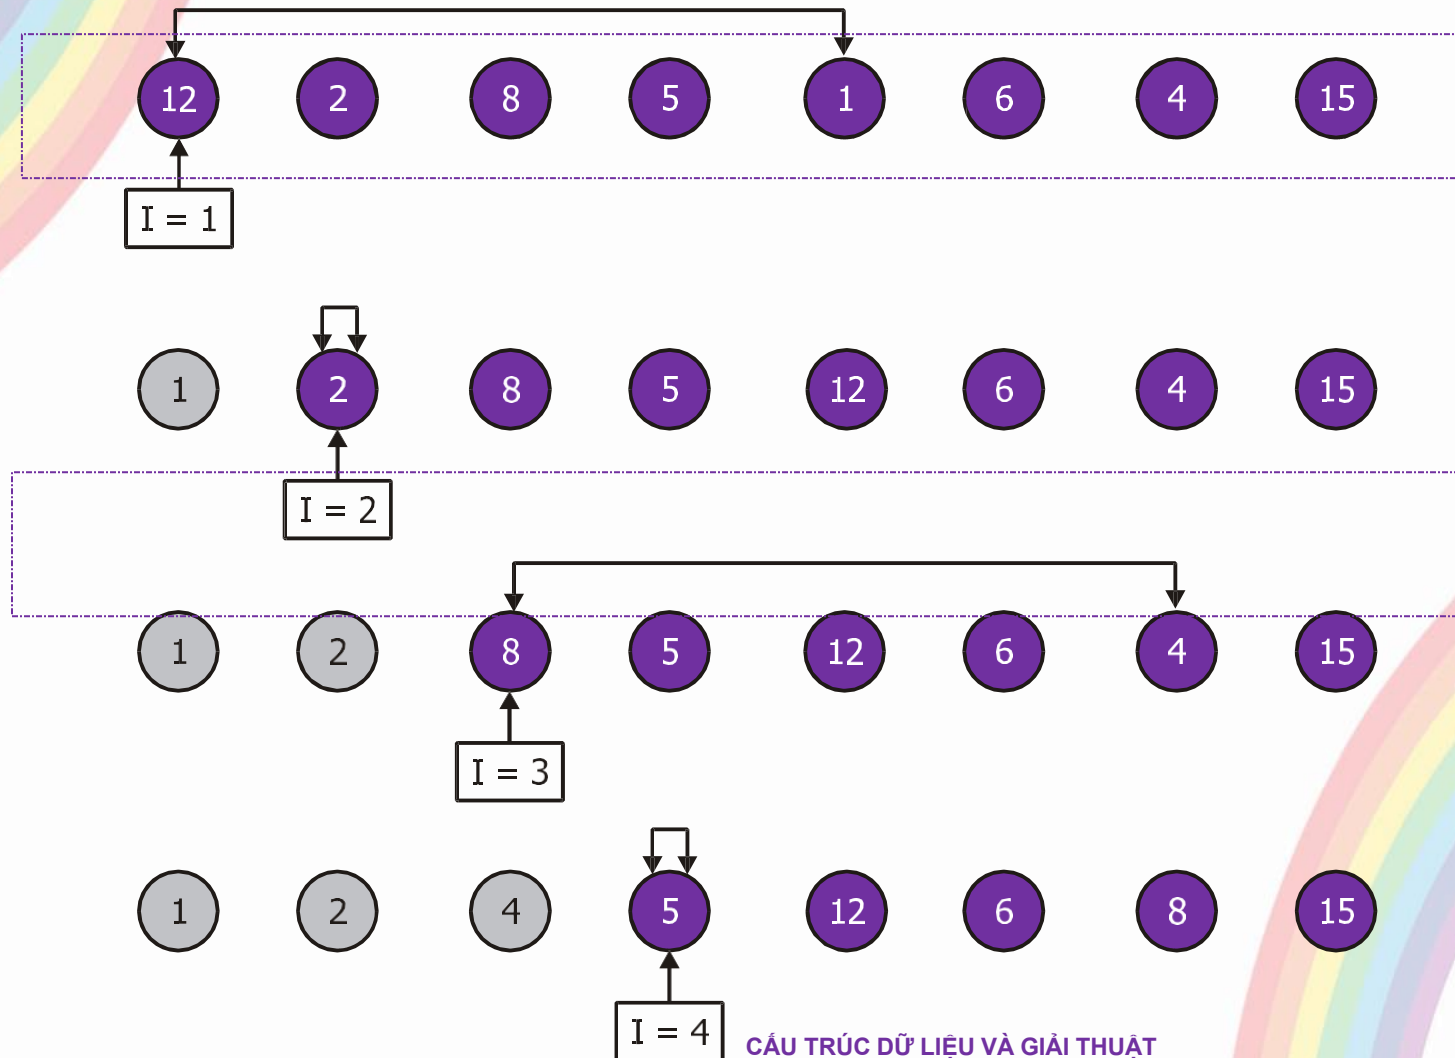 12 2 8 5 1 6 4 15
I = 1
1 2 8 5 12 6 4 15
I = 2
1 2 8 5 12 6 4 15
I = 3
1 2 4 5 12 6 8 15
I = 4
CẤU TRÚC DỮ LIỆU VÀ GIẢI THUẬT